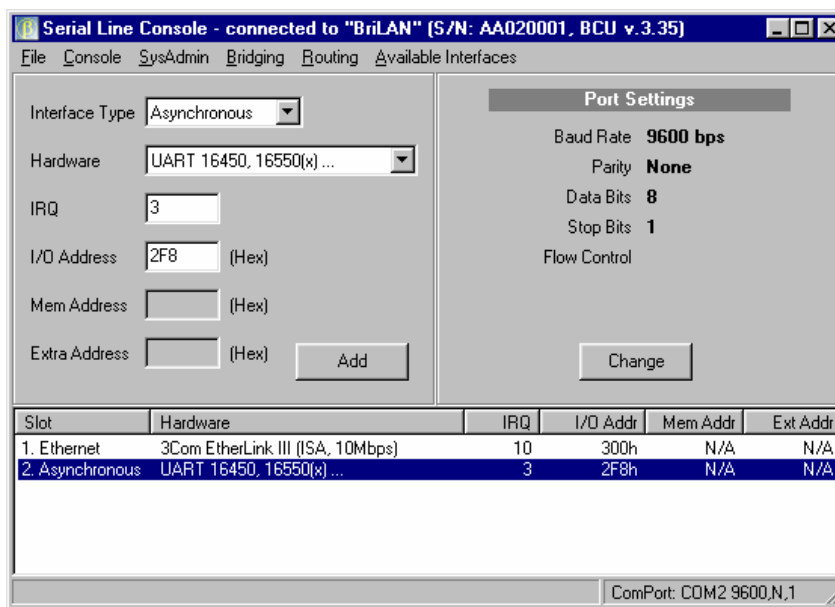 Serial Line Console - connected to "BriLAN" (S/N: AA020001, BCU v.3.35)
File Console SysAdmin Bridging Routing Available Interfaces
Interface Type Asynchronous
Hardware UART 16450, 16550(x) ...
IRQ 3
I/O Address 2F8 (Hex)
Mem Address (Hex)
Extra Address (Hex)
Add
Port Settings
Baud Rate 9600 bps
Parity None
Data Bits 8
Stop Bits 1
Flow Control
Change
Slot Hardware IRQ I/O Addr Mem Addr Ext Addr
1. Ethernet 3Com EtherLink III (ISA, 10Mbps) 10 300h N/A N/A
2. Asynchronous UART 16450, 16550(x) ... 3 2F8h N/A N/A
ComPort: COM2 9600,N,1